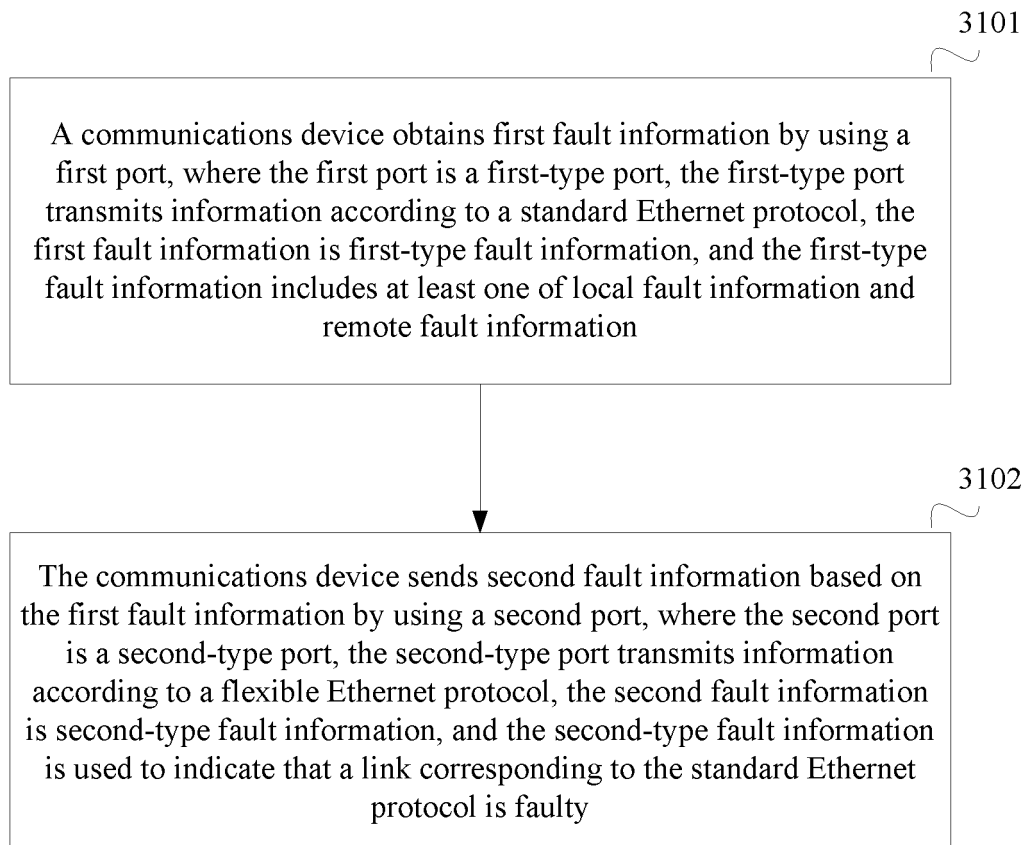 3101
A communications device obtains first fault information by using a
first port, where the first port is a first-type port, the first-type port
transmits information according to a standard Ethernet protocol, the
first fault information is first-type fault information, and the first-type
fault information includes at least one of local fault information and
remote fault information
3102
The communications device sends second fault information based on
the first fault information by using a second port, where the second port
is a second-type port, the second-type port transmits information
according to a flexible Ethernet protocol, the second fault information
is second-type fault information, and the second-type fault information
is used to indicate that a link corresponding to the standard Ethernet
protocol is faulty